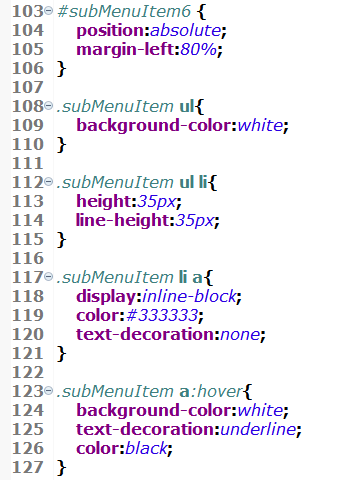 103 #subMenuItem6 {
104 position:absolute;
105 margin-left:80%;
106 }
107
108 .subMenuItem ul{
109 background-color:white;
110 }
111
112 .subMenuItem ul li{
113 height:35px;
114 line-height:35px;
115 }
116
117 .subMenuItem li a{
118 display:inline-block;
119 color:#333333;
120 text-decoration:none;
121 }
122
123 .subMenuItem a:hover{
124 background-color:white;
125 text-decoration:underline;
126 color:black;
127 }